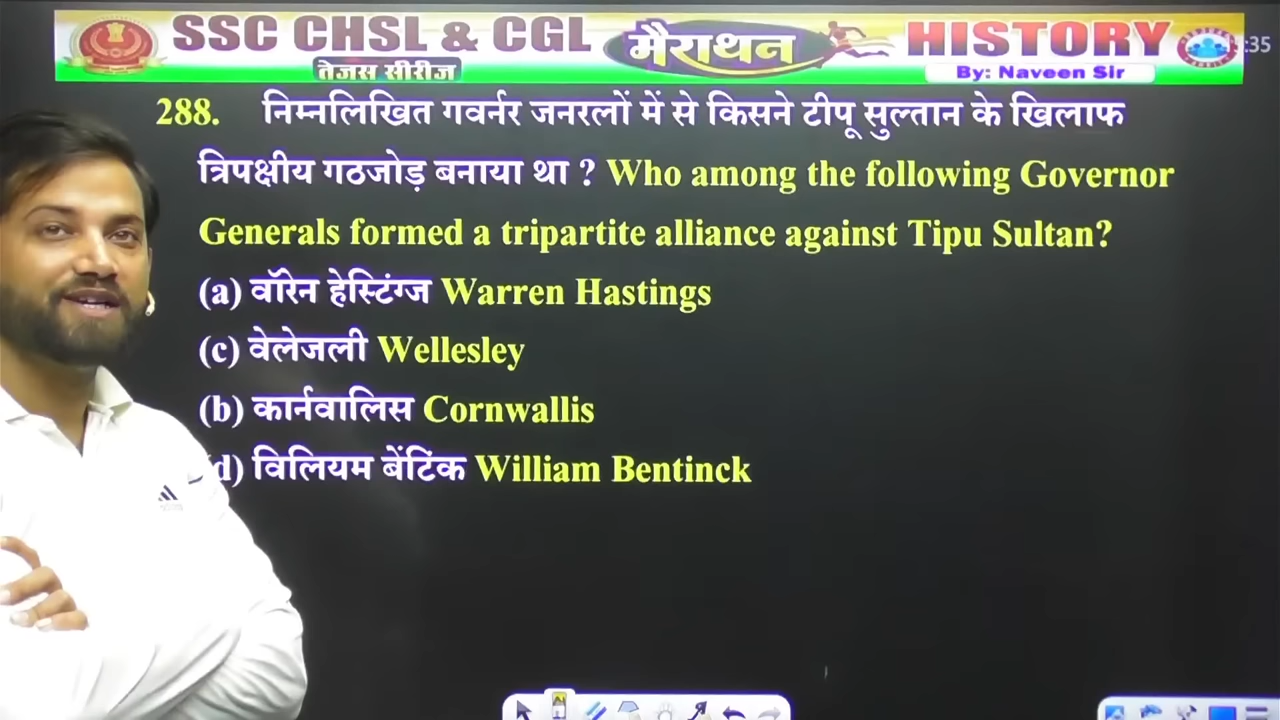 SSC CHSL & CGL
तेजस सीरीज
मैराथन
HISTORY
By: Naveen Sir
:35
288. निम्नलिखित गवर्नर जनरलों में से किसने टीपू सुल्तान के खिलाफ
त्रिपक्षीय गठजोड़ बनाया था ? Who among the following Governor
Generals formed a tripartite alliance against Tipu Sultan?
(a) वॉरेन हेस्टिंग्ज Warren Hastings
(c) वेलेजली Wellesley
(b) कार्नवालिस Cornwallis
d) विलियम बेंटिंक William Bentinck